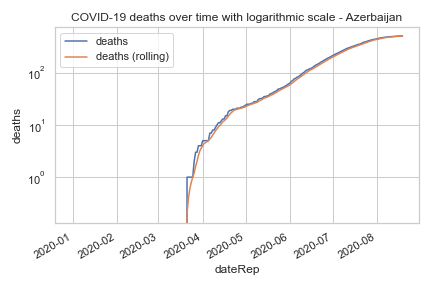 COVID-19 deaths over time with logarithmic scale - Azerbaijan
deaths
deaths (rolling)
10²
10¹
10⁰
deaths
2020-01
2020-02
2020-03
2020-04
2020-05
2020-06
2020-07
2020-08
dateRep